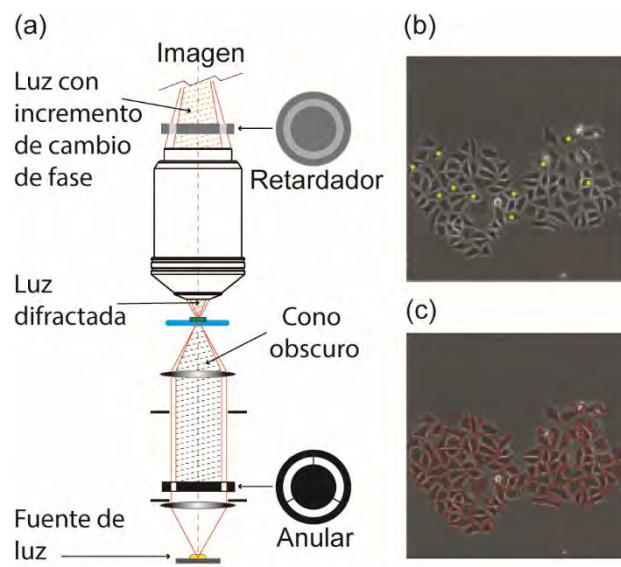 (a)
Imagen
Luz con
incremento
de cambio
de fase
Retardador
Luz
difractada
Cono
obscuro
Fuente de
luz
Anular
(b)
(c)